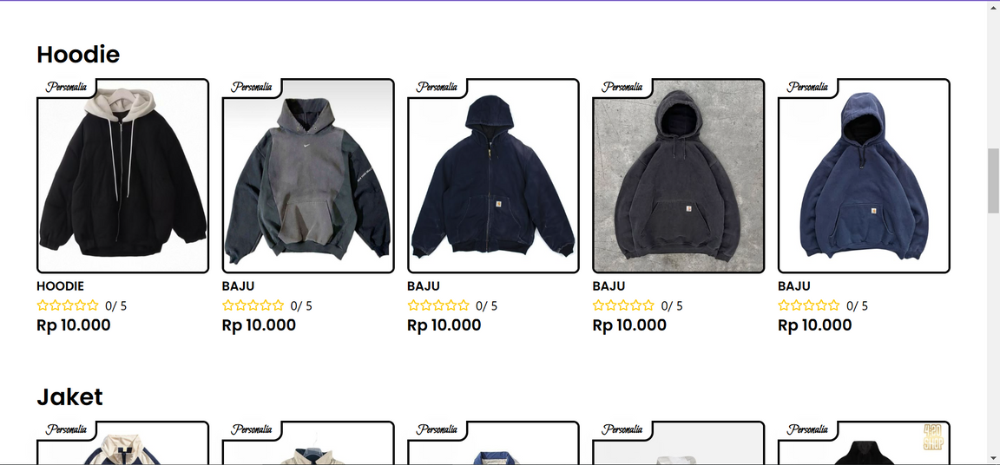 Hoodie
Personalia
Personalia
Personalia
Personalia
Personalia
HOODIE
BAJU
BAJU
BAJU
BAJU
0/ 5
0/ 5
0/ 5
0/ 5
0/ 5
Rp 10.000
Rp 10.000
Rp 10.000
Rp 10.000
Rp 10.000
Jaket
Personalia
Personalia
Personalia
Personalia
Personalia
420
SHOP